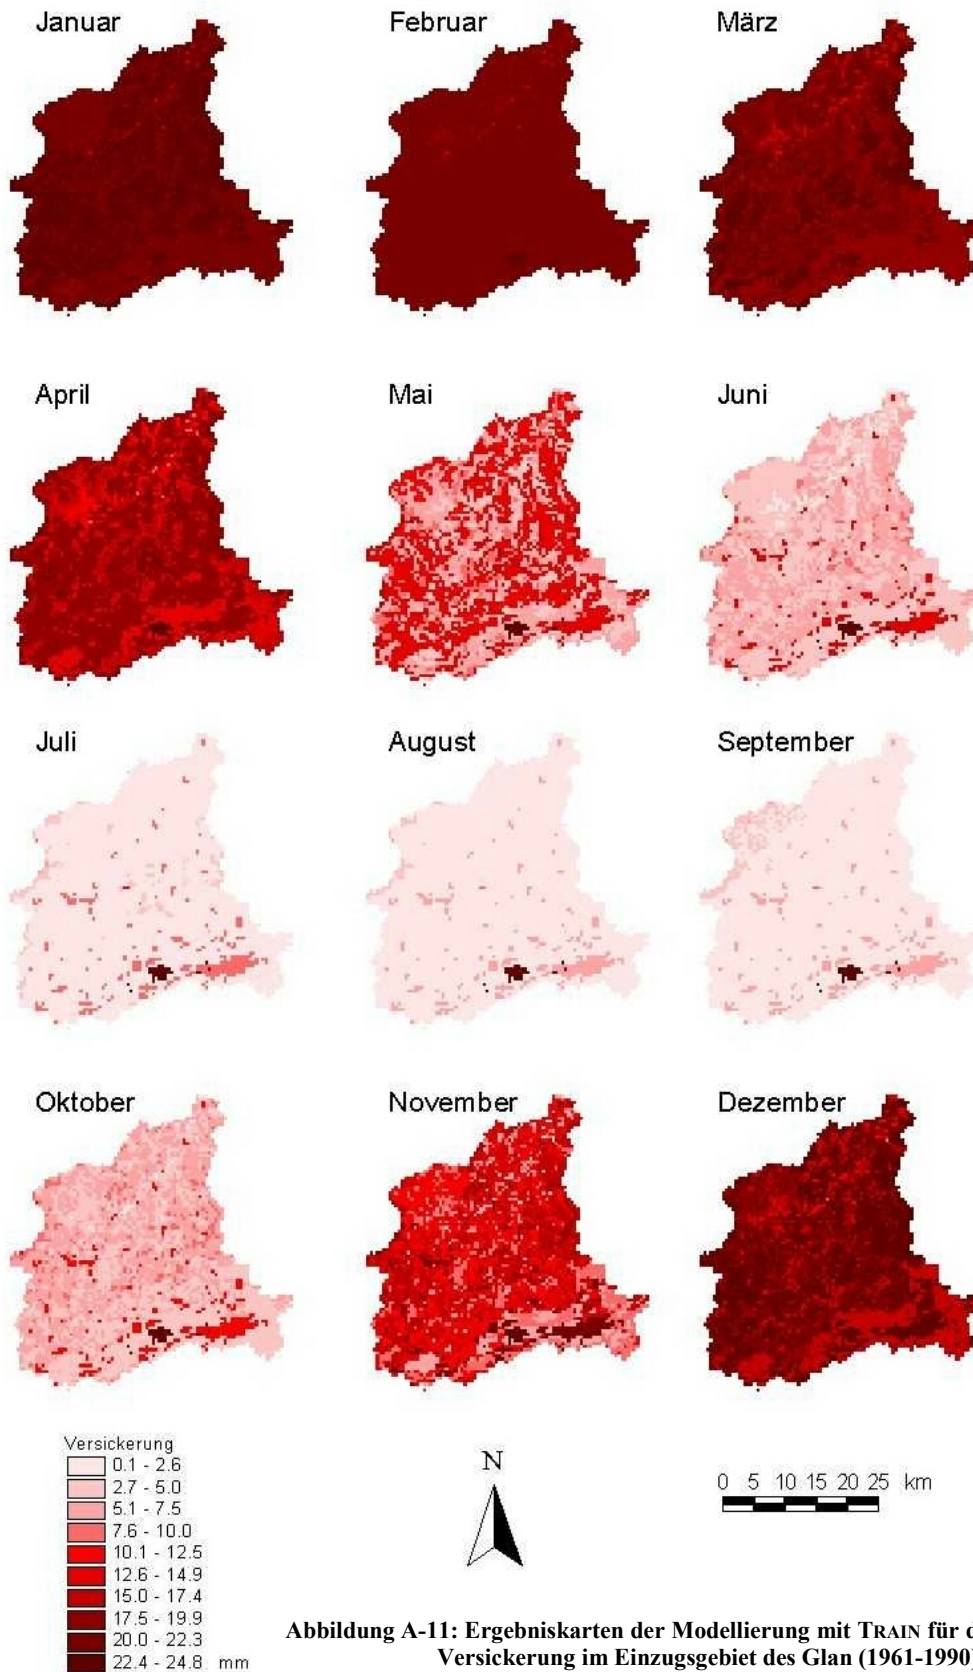 Januar
Februar
März
April
Mai
Juni
Juli
August
September
Oktober
November
Dezember
Versickerung
0.1 - 2.6
2.7 - 5.0
5.1 - 7.5
7.6 - 10.0
10.1 - 12.5
12.6 - 14.9
15.0 - 17.4
17.5 - 19.9
20.0 - 22.3
22.4 - 24.8 mm
N
0 5 10 15 20 25 km
Abbildung A-11: Ergebniskarten der Modellierung mit TRAIN für d
Versickerung im Einzugsgebiet des Glan (1961-1990)